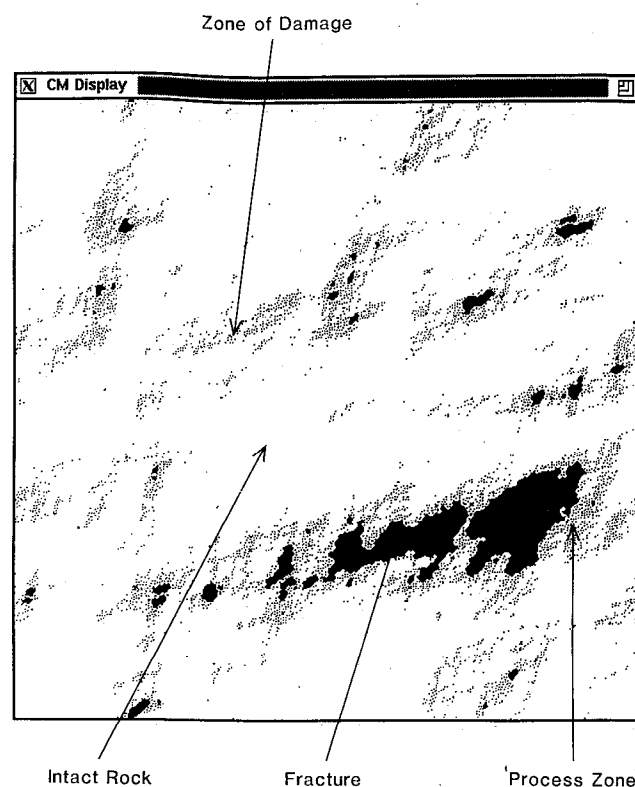 Zone of Damage
X CM Display
Intact Rock
Fracture
Process Zone